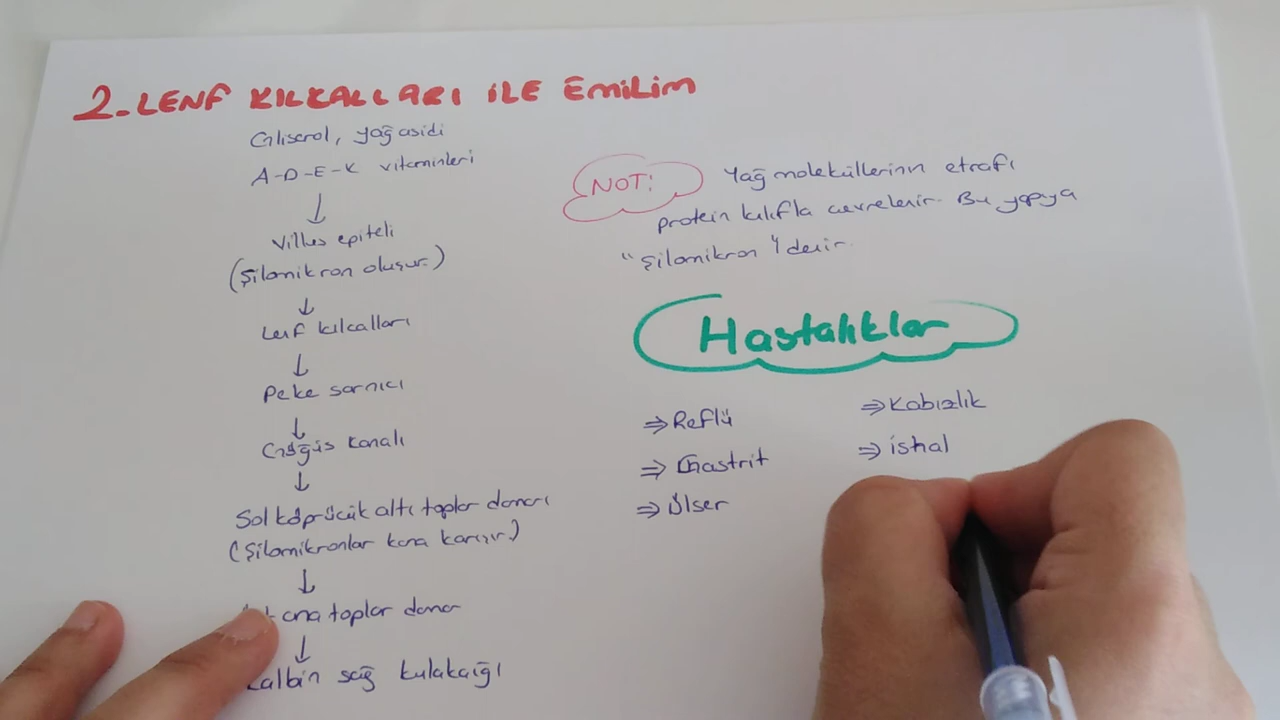 2. LENF KILKALLARI İLE EMİLİM
Gliserol, yağ asidi
A-D-E-K vitaminleri
↓
Villus epiteli
(Şilomikron oluşur.)
↓
Lenf kılcalları
↓
Peke sarnıcı
↓
Göğüs kanalı
↓
Sol köprücük altı toplar damarı
(Şilomikronlar kana karışır.)
↓
ana toplar damar
↓
Kalbin sağ kulakçığı
NOT: Yağ moleküllerinin etrafı
protein kılıfla çevrelenir. Bu yapıya
"şilomikron" denir.
Hastalıklar
⇒ Reflü
⇒ Gastrit
⇒ Ülser
⇒ Kabızlık
⇒ ishal